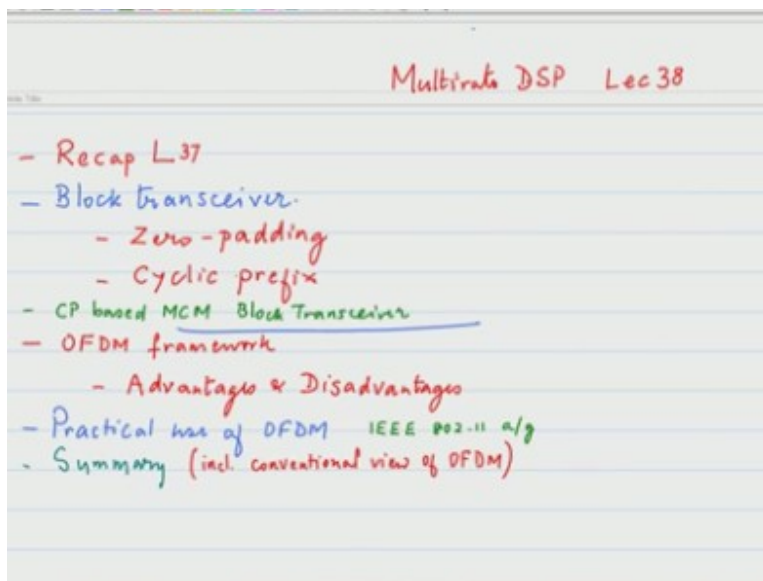 Multirate DSP Lec 38
- Recap L37
- Block transceiver.
- Zero-padding
- Cyclic prefix
- CP based MCM Block Transceiver
- OFDM framework
- Advantages & Disadvantages
- Practical use of OFDM IEEE 802.11 a/g
- Summary (incl. conventional view of OFDM)